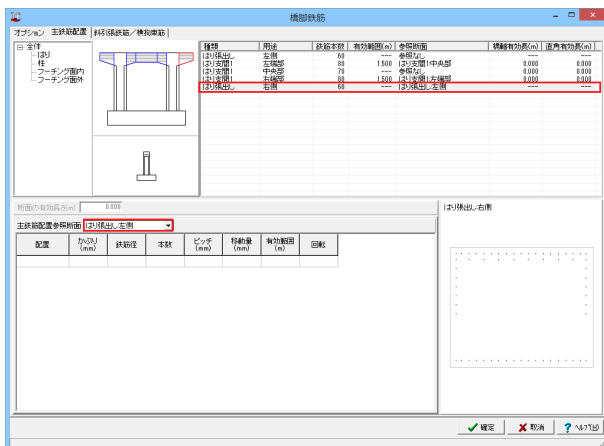 橋脚鉄筋
オプション 主鉄筋配置 斜引張鉄筋／横拘束筋
全体
はり
柱
フーチング面内
フーチング面外
種類 用途 鉄筋本数 有効範囲(m) 参照断面 橋軸有効長(m) 直角有効長(m)
はり張出し 左側 60 --- 参照なし --- ---
はり支間1 左端部 80 1.500 はり支間1:中央部 0.000 0.000
はり支間1 中央部 70 --- 参照なし 0.000 0.000
はり支間1 右端部 80 1.500 はり支間1:左端部 0.000 0.000
はり張出し 右側 60 --- はり張出し:左側 --- ---
断面の有効長さ(m) 0.000
主鉄筋配置参照断面 はり張出し:左側
配置 かぶり(mm) 鉄筋径 本数 ピッチ(mm) 移動量(mm) 有効範囲(m) 回転
はり張出し:右側
確定 取消 ヘルプ(H)